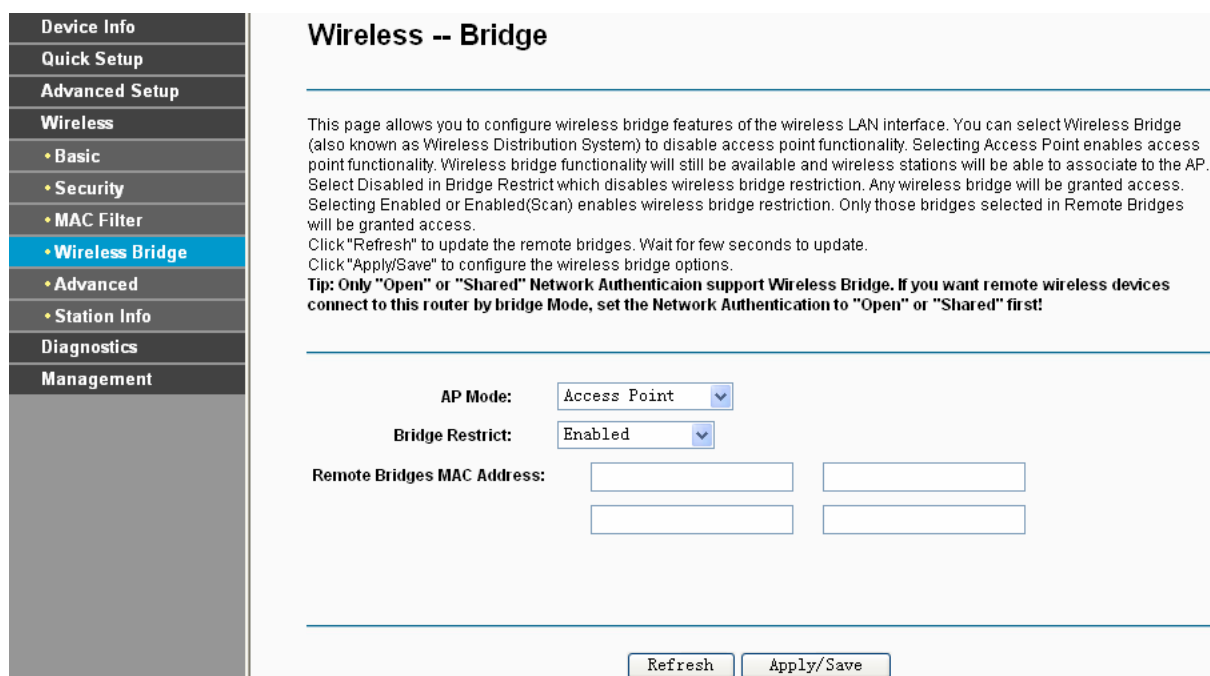 Device Info
Quick Setup
Advanced Setup
Wireless
Basic
Security
MAC Filter
Wireless Bridge
Advanced
Station Info
Diagnostics
Management
Wireless -- Bridge
This page allows you to configure wireless bridge features of the wireless LAN interface. You can select Wireless Bridge
(also known as Wireless Distribution System) to disable access point functionality. Selecting Access Point enables access
point functionality. Wireless bridge functionality will still be available and wireless stations will be able to associate to the AP.
Select Disabled in Bridge Restrict which disables wireless bridge restriction. Any wireless bridge will be granted access.
Selecting Enabled or Enabled(Scan) enables wireless bridge restriction. Only those bridges selected in Remote Bridges
will be granted access.
Click "Refresh" to update the remote bridges. Wait for few seconds to update.
Click "Apply/Save" to configure the wireless bridge options.
Tip: Only "Open" or "Shared" Network Authenticaion support Wireless Bridge. If you want remote wireless devices
connect to this router by bridge Mode, set the Network Authentication to "Open" or "Shared" first!
AP Mode: Access Point
Bridge Restrict: Enabled
Remote Bridges MAC Address:
Refresh Apply/Save